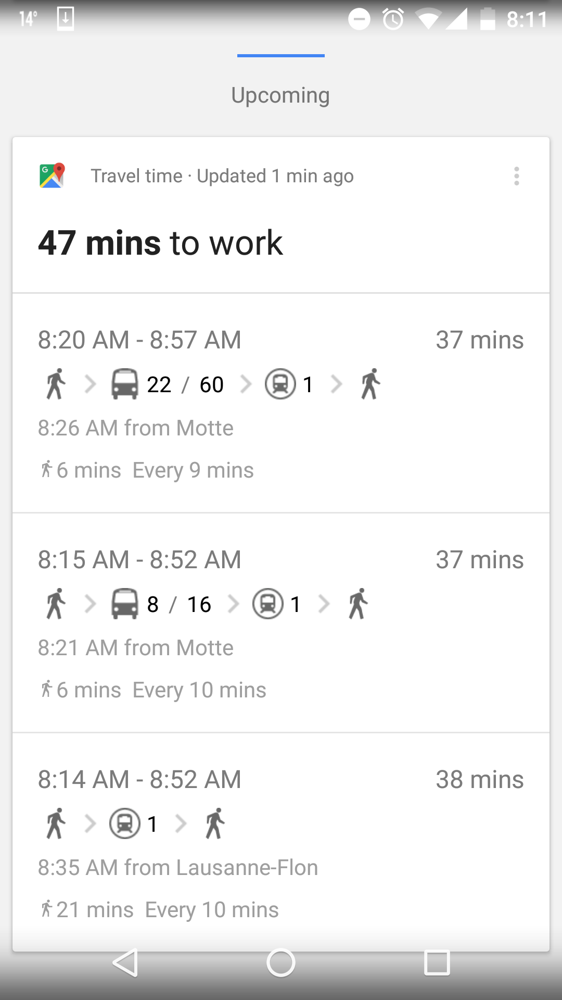 14° 8:11
Upcoming
G Travel time · Updated 1 min ago
47 mins to work
8:20 AM - 8:57 AM 37 mins
22 / 60 1
8:26 AM from Motte
6 mins Every 9 mins
8:15 AM - 8:52 AM 37 mins
8 / 16 1
8:21 AM from Motte
6 mins Every 10 mins
8:14 AM - 8:52 AM 38 mins
1
8:35 AM from Lausanne-Flon
21 mins Every 10 mins